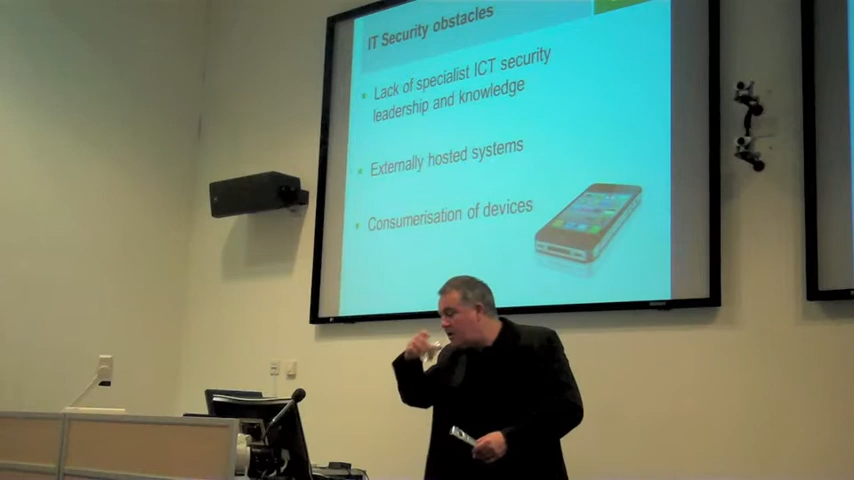 IT Security obstacles
Lack of specialist ICT security
leadership and knowledge
Externally hosted systems
Consumerisation of devices